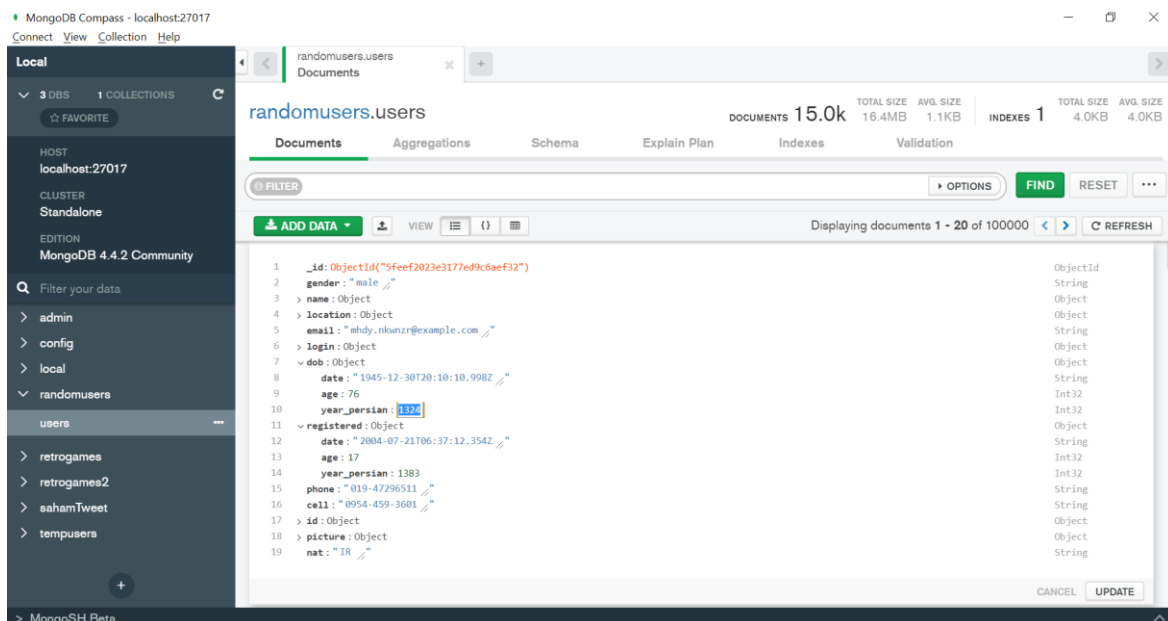 MongoDB Compass - localhost:27017
Connect View Collection Help
Local
3 DBS 1 COLLECTIONS
FAVORITE
HOST
localhost:27017
CLUSTER
Standalone
EDITION
MongoDB 4.4.2 Community
Filter your data
admin
config
local
randomusers
users
retrogames
retrogames2
sahamTweet
tempusers
> MongoSH Beta
randomusers.users
Documents
randomusers.users
DOCUMENTS 15.0k TOTAL SIZE 16.4MB AVG. SIZE 1.1KB INDEXES 1 TOTAL SIZE 4.0KB AVG. SIZE 4.0KB
Documents Aggregations Schema Explain Plan Indexes Validation
FILTER OPTIONS FIND RESET ...
ADD DATA VIEW {} Displaying documents 1 - 20 of 100000 < > REFRESH
1 _id: ObjectId("5feef2023e3177ed9c6aef32") ObjectId
2 gender : "male" String
3 > name : Object Object
4 > location : Object Object
5 email : "mhdy.nkwnzr@example.com" String
6 > login : Object Object
7 dob : Object Object
8 date : "1945-12-30T20:10:10.998Z" String
9 age : 76 Int32
10 year_persian : 1324 Int32
11 registered : Object Object
12 date : "2004-07-21T06:37:12.354Z" String
13 age : 17 Int32
14 year_persian : 1383 Int32
15 phone : "019-47296511" String
16 cell : "0954-459-3601" String
17 > id : Object Object
18 > picture : Object Object
19 nat : "IR" String
CANCEL UPDATE